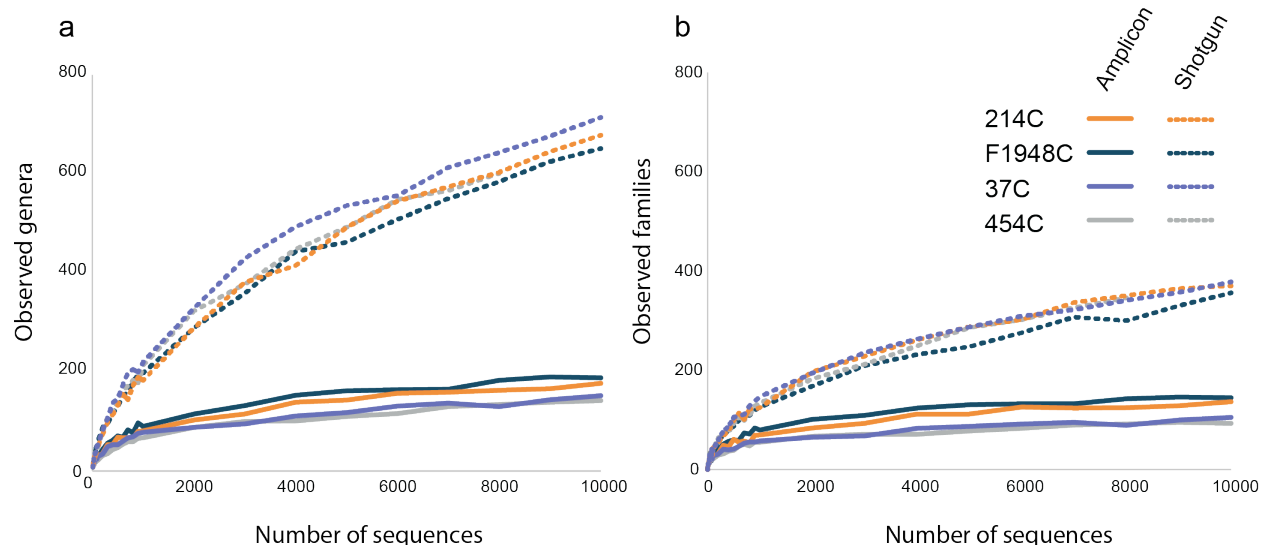 a
800
600
400
200
0
0 2000 4000 6000 8000 10000
Observed genera
Number of sequences
b
800
600
400
200
0
0 2000 4000 6000 8000 10000
Observed families
Number of sequences
Amplicon Shotgun
214C
F1948C
37C
454C